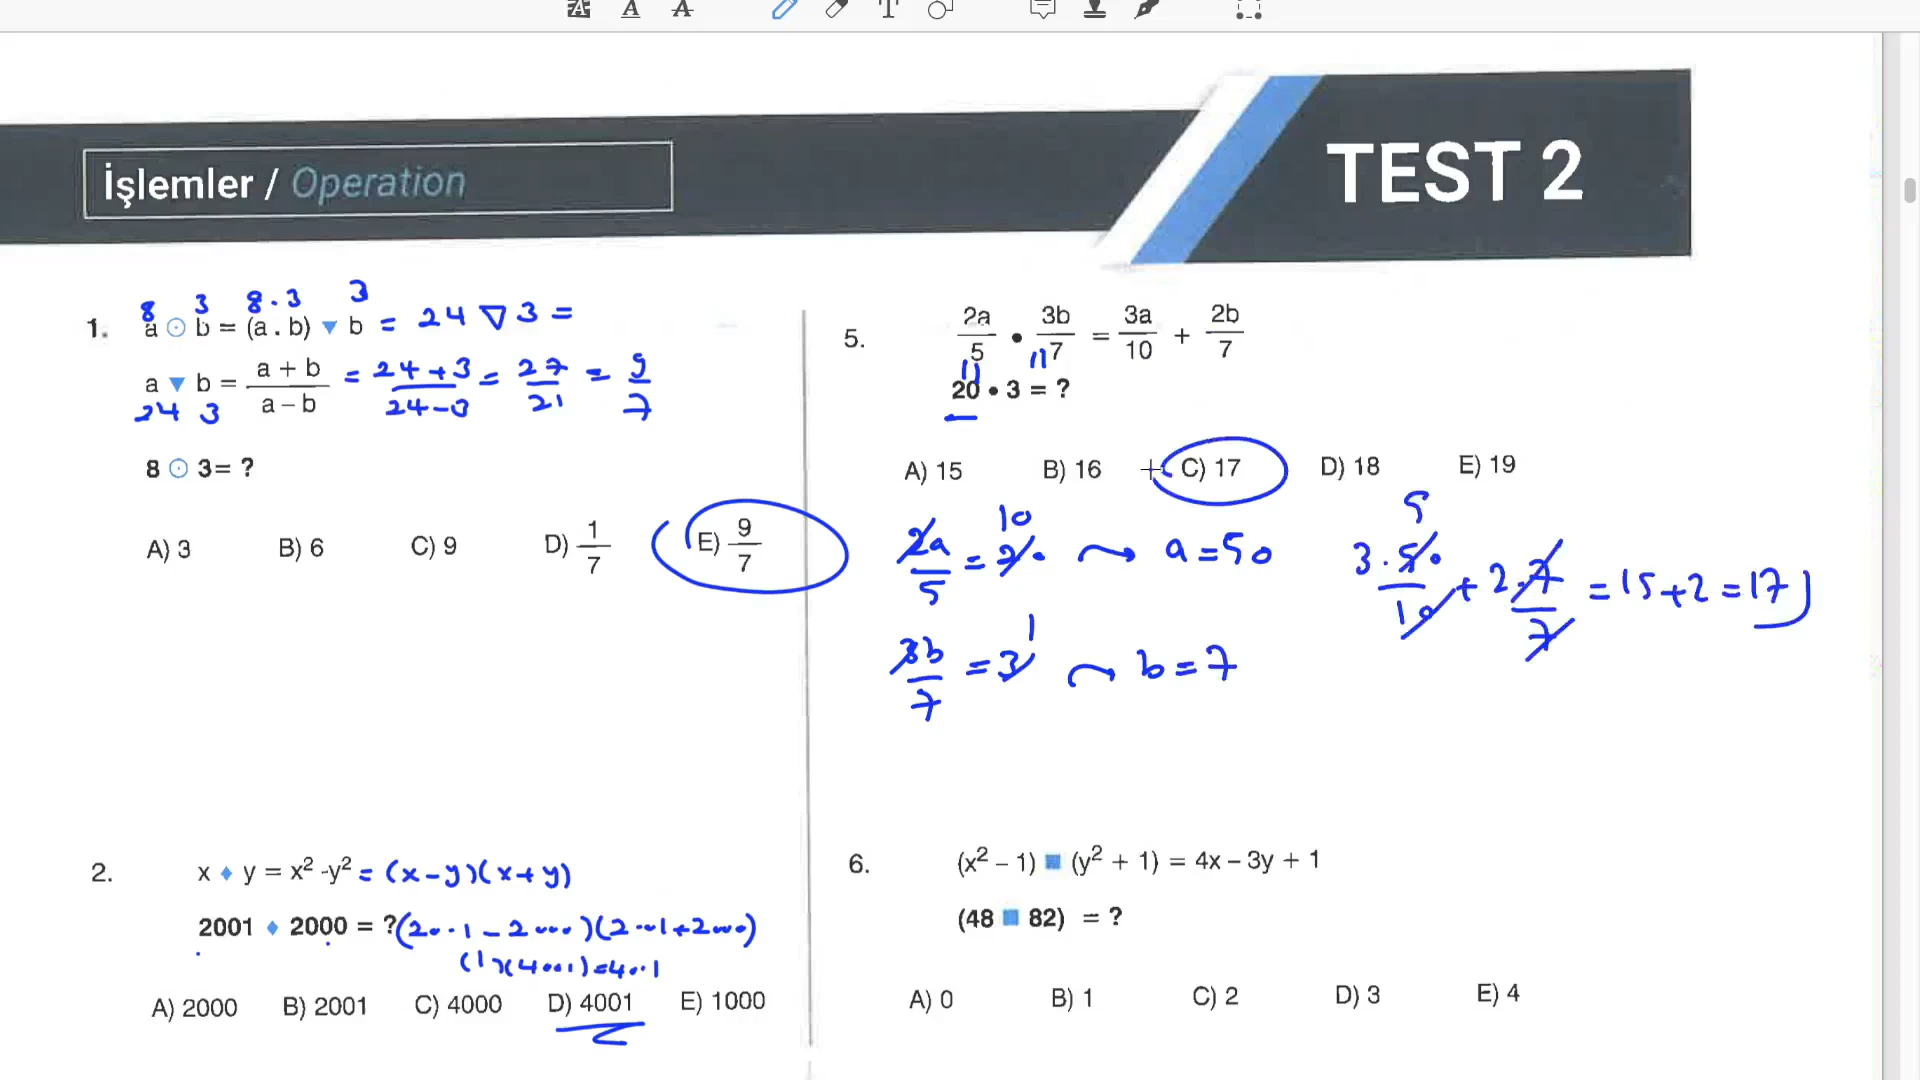 İşlemler / Operation
TEST 2
8 3 8 . 3 3
1. a ⊙ b = (a . b) ▼ b = 24 ▽ 3 =
a ▼ b = (a + b)/(a – b) = (24+3)/(24–3) = 27/21 = 9/7
24 3
8 ⊙ 3 = ?
A) 3 B) 6 C) 9 D) 1/7 E) 9/7
2. x ♦ y = x² -y² = (x-y)(x+y)
2001 ♦ 2000 = ? (2001-2000)(2001+2000)
(1)(4001)=4001
A) 2000 B) 2001 C) 4000 D) 4001 E) 1000
5. 2a/5 • 3b/7 = 3a/10 + 2b/7
20 • 3 = ?
A) 15 B) 16 C) 17 D) 18 E) 19
10
2a/5 = 20 a=50
5
3.50/10 + 2.7/7 = 15+2=17
1
3b/7 = 3 b=7
6. (x² – 1) ■ (y² + 1) = 4x – 3y + 1
(48 ■ 82) = ?
A) 0 B) 1 C) 2 D) 3 E) 4